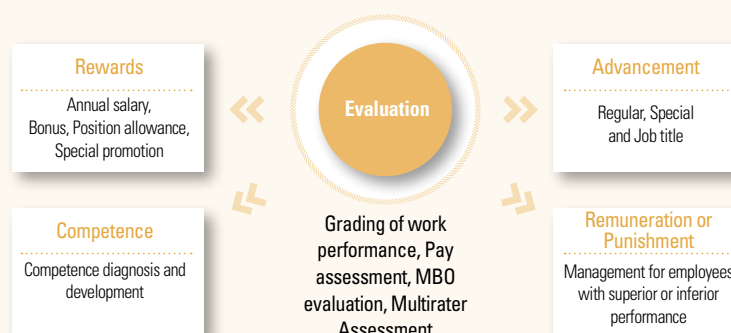 Rewards
Annual salary,
Bonus, Position allowance,
Special promotion
Evaluation
Advancement
Regular, Special
and Job title
Competence
Competence diagnosis and
development
Grading of work
performance, Pay
assessment, MBO
evaluation, Multirater
Assessment
Remuneration or
Punishment
Management for employees
with superior or inferior
performance